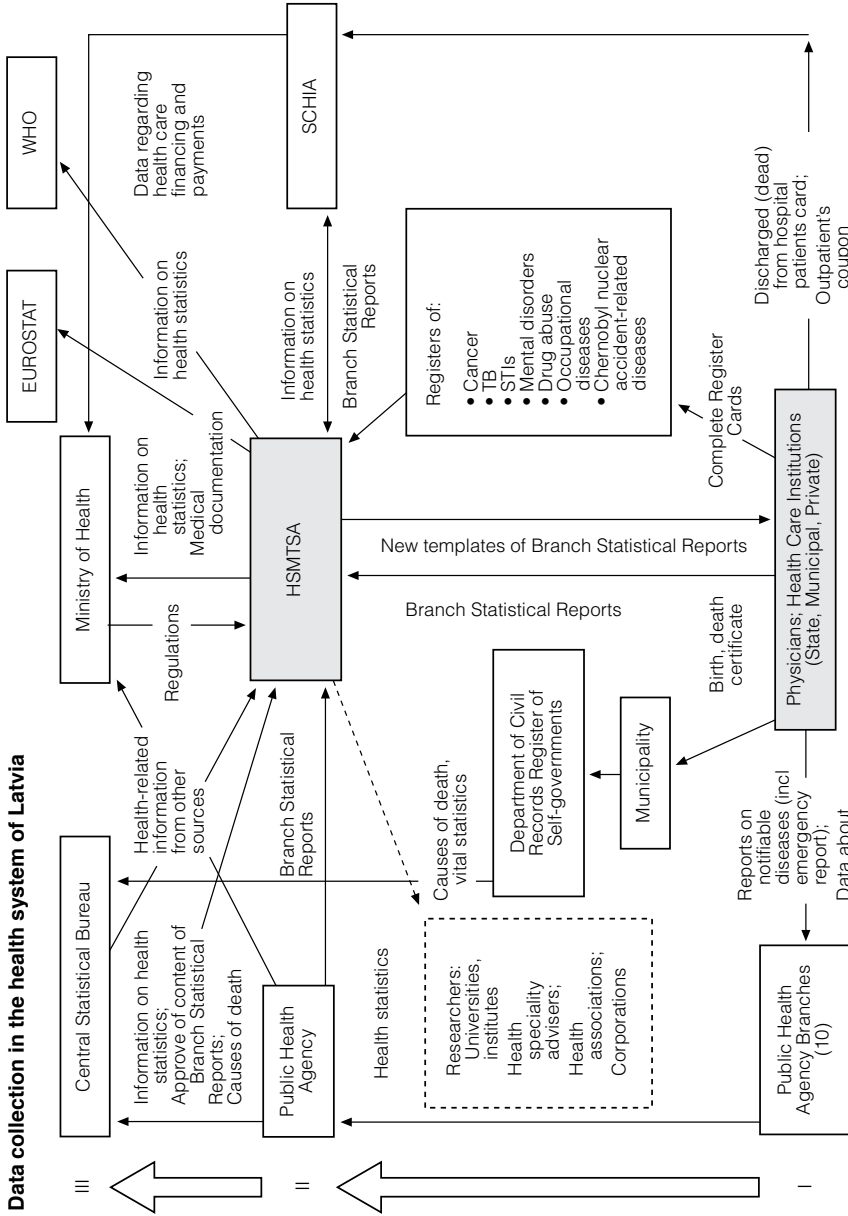 Data collection in the health system of Latvia
III
Central Statistical Bureau
Ministry of Health
EUROSTAT
WHO
Information on health
statistics;
Approve of content of
Branch Statistical
Reports;
Causes of death
Health-related
information
from other
sources
Regulations
Information on
health
statistics;
Medical
documentation
Information on
health statistics
Data regarding
health care
financing and
payments
II
Public Health
Agency
Branch Statistical
Reports
HSMTSA
Information on
health statistics
Branch Statistical
Reports
SCHIA
Health statistics
Causes of death,
vital statistics
Researchers:
Universities,
institutes
Health
speciality
advisers;
Health
associations;
Corporations
Department of Civil
Records Register of
Self-governments
Municipality
Branch Statistical Reports
New templates of Branch Statistical Reports
Registers of:
• Cancer
• TB
• STIs
• Mental disorders
• Drug abuse
• Occupational
diseases
• Chernobyl nuclear
accident-related
diseases
Birth, death
certificate
Complete Register
Cards
I
Public Health
Agency Branches
(10)
Reports on
notifiable
diseases (incl
emergency
report);
Data about
Physicians; Health Care Institutions
(State, Municipal, Private)
Discharged (dead)
from hospital
patients card;
Outpatient's
coupon